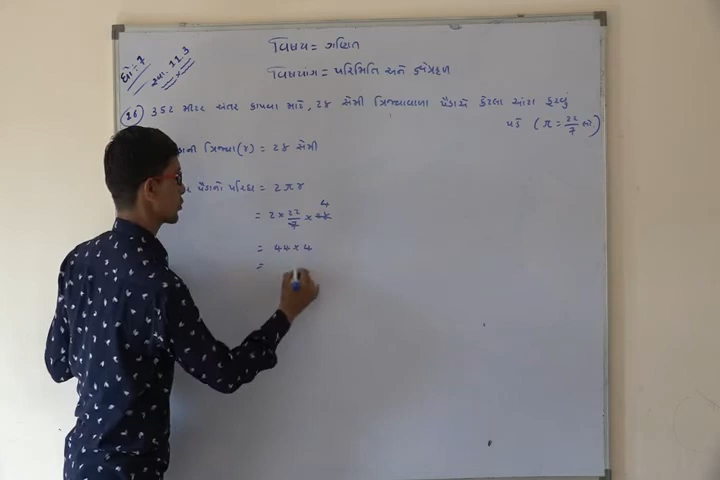 ધો:-7
સ્વા. 11.3
વિષય = ગણિત
વિષયાંગ = પરિમિતિ અને ક્ષેત્રફળ
(16) 352 મીટર અંતર કાપવા માટે, 28 સેમી ત્રિજ્યાવાળા પૈડાએ કેટલા આંટા ફરવું
પડે (π = 22/7 લો)
ત્રિજ્યા(r) = 28 સેમી
પૈડાનો પરિઘ = 2πr
= 2 × 22/7 × 28 4
= 44 × 4
=